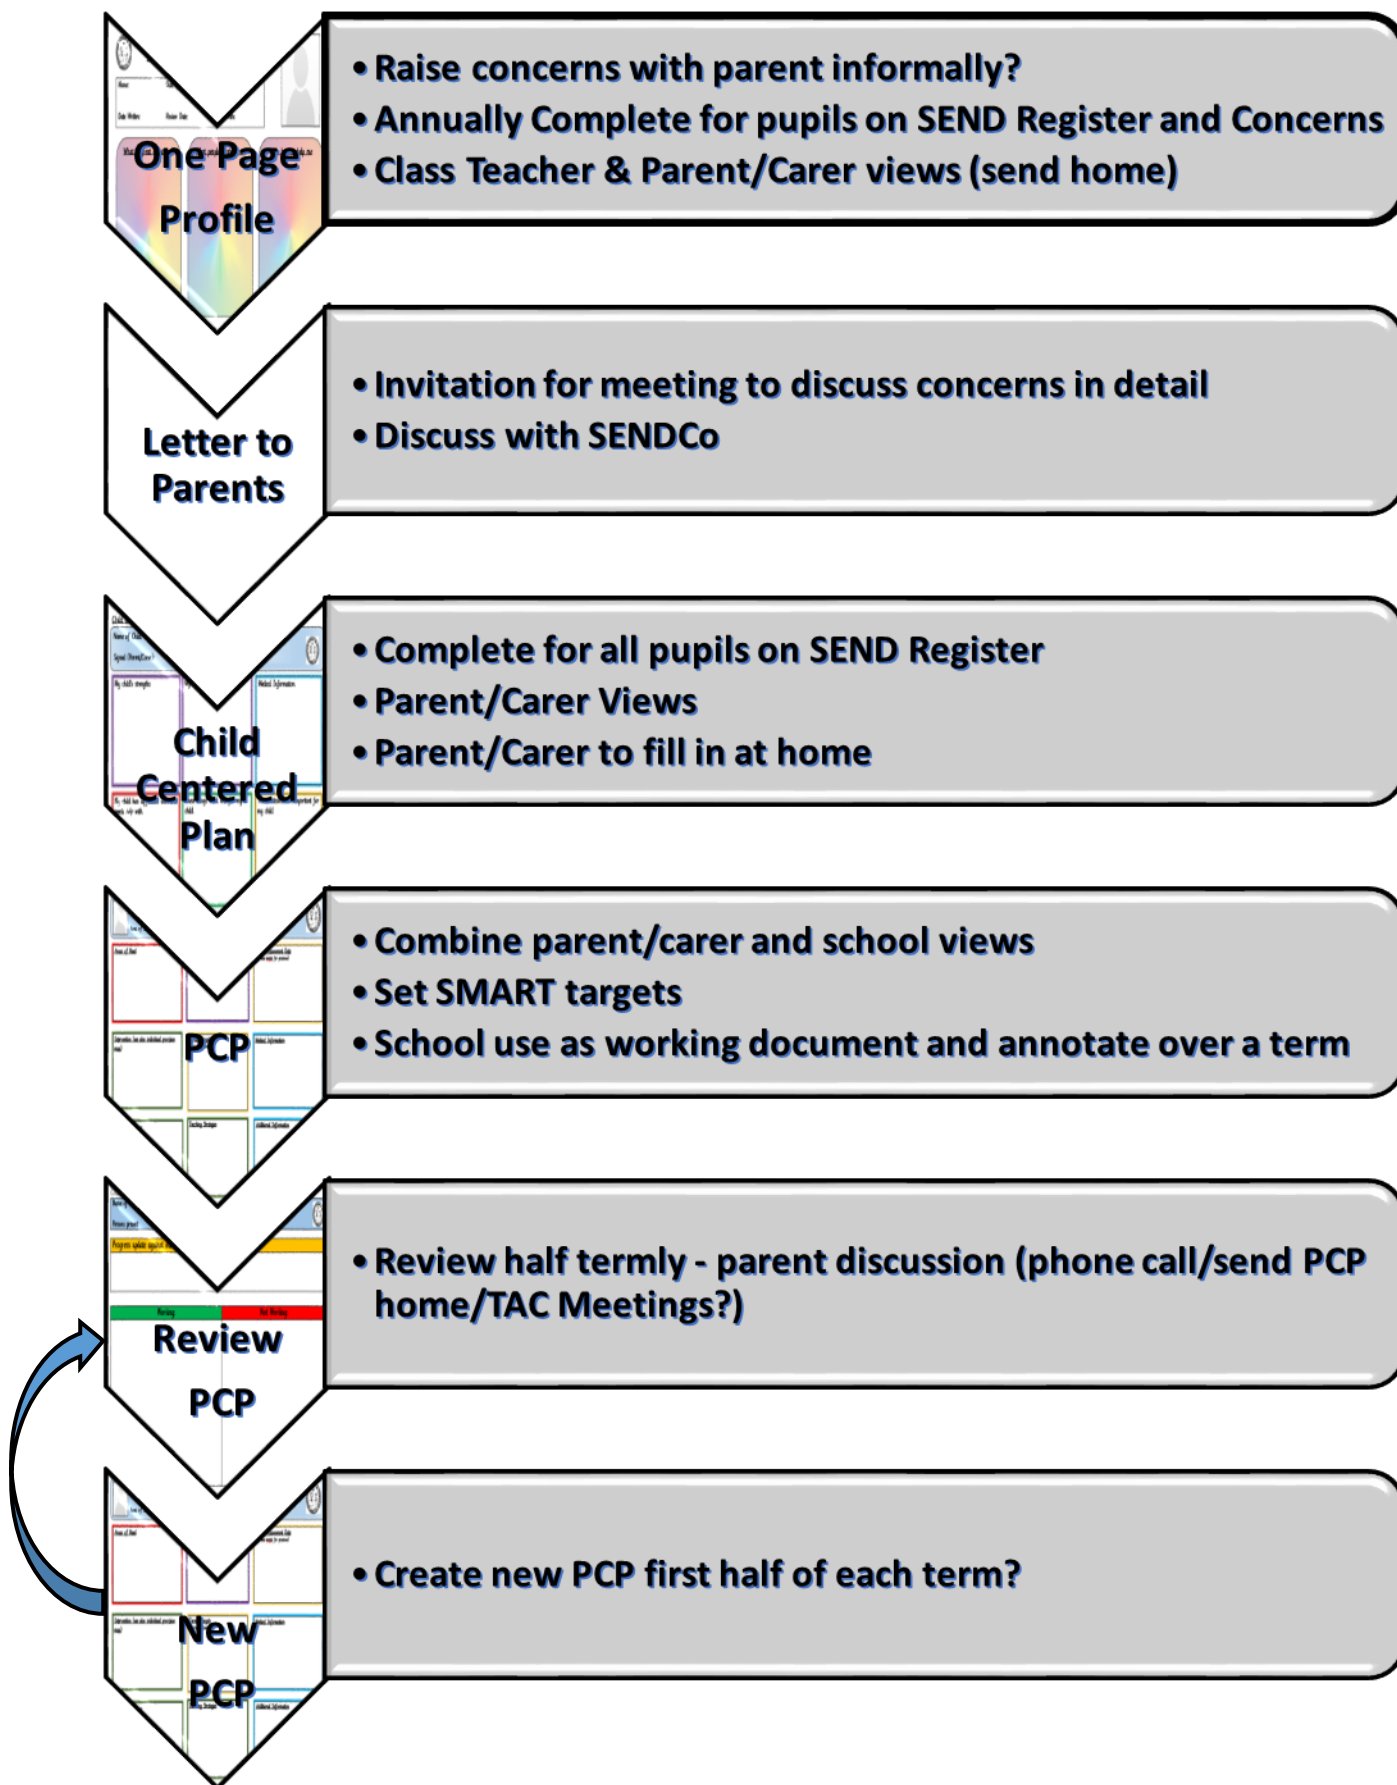 One Page
Profile
• Raise concerns with parent informally?
• Annually Complete for pupils on SEND Register and Concerns
• Class Teacher & Parent/Carer views (send home)
Letter to
Parents
• Invitation for meeting to discuss concerns in detail
• Discuss with SENDCo
Child
Centered
Plan
• Complete for all pupils on SEND Register
• Parent/Carer Views
• Parent/Carer to fill in at home
My child's strengths
Medical Information
PCP
• Combine parent/carer and school views
• Set SMART targets
• School use as working document and annotate over a term
Review
PCP
• Review half termly - parent discussion (phone call/send PCP
home/TAC Meetings?)
New
PCP
• Create new PCP first half of each term?